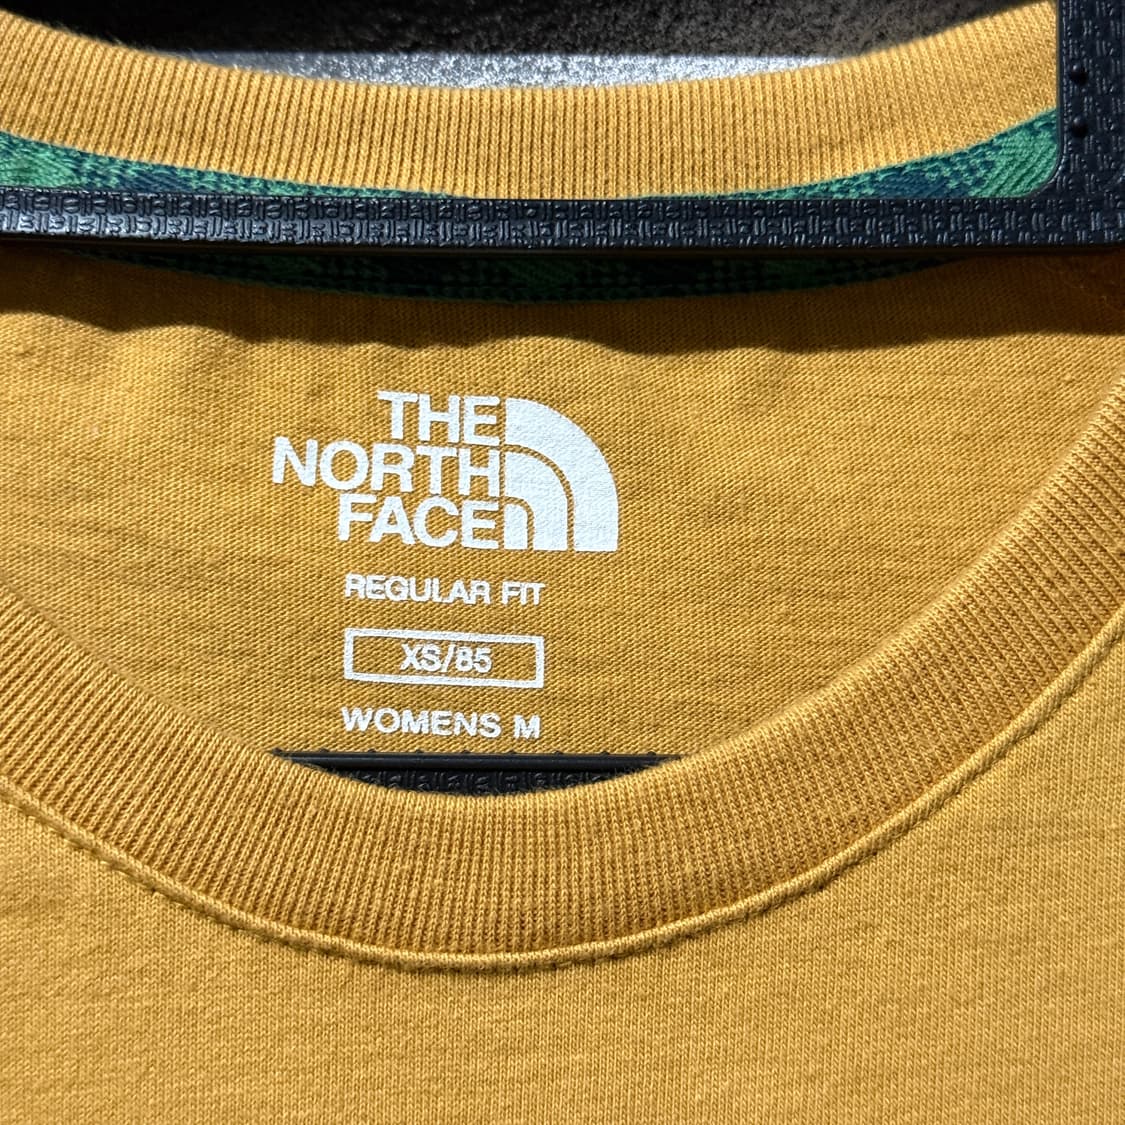 THE
NORTH
FACE
REGULAR FIT
XS/85
WOMENS M